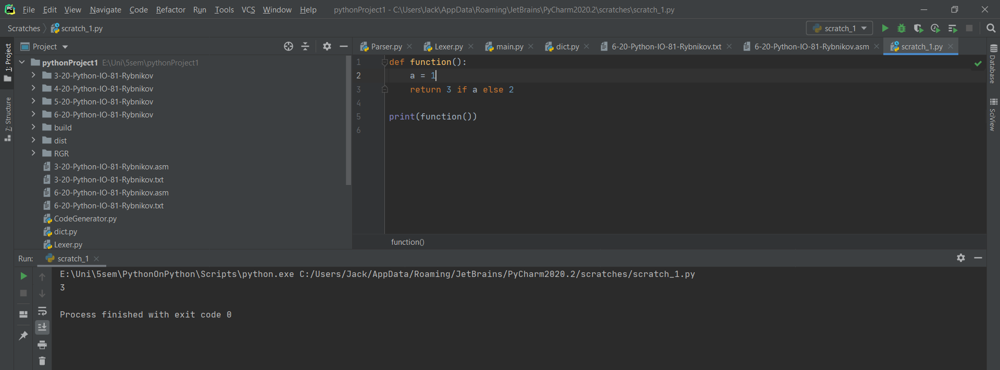 PC File Edit View Navigate Code Refactor Run Tools VCS Window Help pythonProject1 - C:\Users\Jack\AppData\Roaming\JetBrains\PyCharm2020.2\scratches\scratch_1.py
Scratches scratch_1.py scratch_1
1: Project
Project
Parser.py Lexer.py main.py dict.py 6-20-Python-IO-81-Rybnikov.txt 6-20-Python-IO-81-Rybnikov.asm scratch_1.py
pythonProject1 E:\Uni\5sem\pythonProject1
3-20-Python-IO-81-Rybnikov
4-20-Python-IO-81-Rybnikov
5-20-Python-IO-81-Rybnikov
6-20-Python-IO-81-Rybnikov
build
dist
RGR
3-20-Python-IO-81-Rybnikov.asm
3-20-Python-IO-81-Rybnikov.txt
6-20-Python-IO-81-Rybnikov.asm
6-20-Python-IO-81-Rybnikov.txt
CodeGenerator.py
dict.py
Lexer.py
7: Structure
1 def function():
2     a = 1
3     return 3 if a else 2
4
5 print(function())
6
function()
Database
SciView
Run: scratch_1
E:\Uni\5sem\PythonOnPython\Scripts\python.exe C:/Users/Jack/AppData/Roaming/JetBrains/PyCharm2020.2/scratches/scratch_1.py
3
Process finished with exit code 0